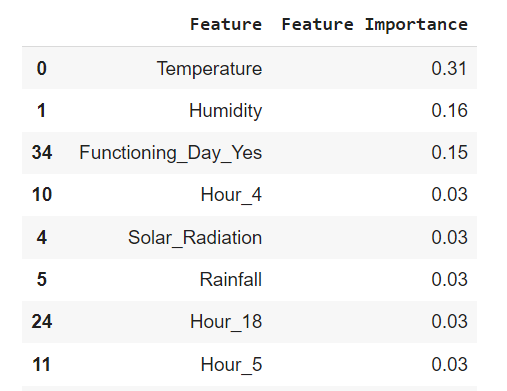 Feature Feature Importance
0 Temperature 0.31
1 Humidity 0.16
34 Functioning_Day_Yes 0.15
10 Hour_4 0.03
4 Solar_Radiation 0.03
5 Rainfall 0.03
24 Hour_18 0.03
11 Hour_5 0.03